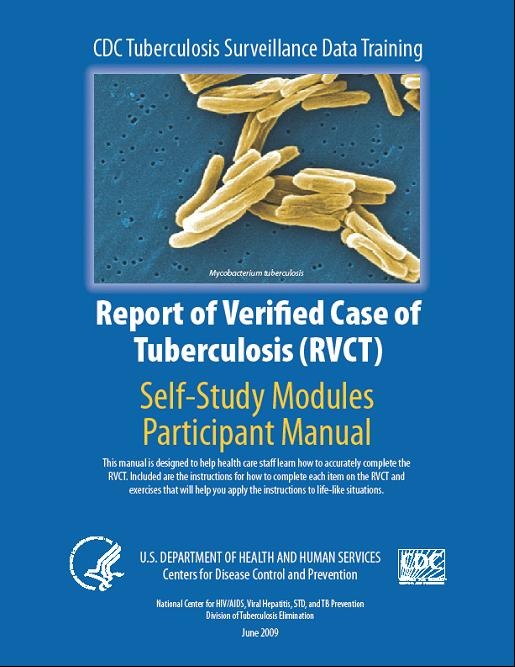 CDC Tuberculosis Surveillance Data Training
Mycobacterium tuberculosis
Report of Verified Case of
Tuberculosis (RVCT)
Self-Study Modules
Participant Manual
This manual is designed to help health care staff learn how to accurately complete the
RVCT. Included are the instructions for how to complete each item on the RVCT and
exercises that will help you apply the instructions to life-like situations.
U.S. DEPARTMENT OF HEALTH AND HUMAN SERVICES
Centers for Disease Control and Prevention
CDC
National Center for HIV/AIDS, Viral Hepatitis, STD, and TB Prevention
Division of Tuberculosis Elimination
June 2009